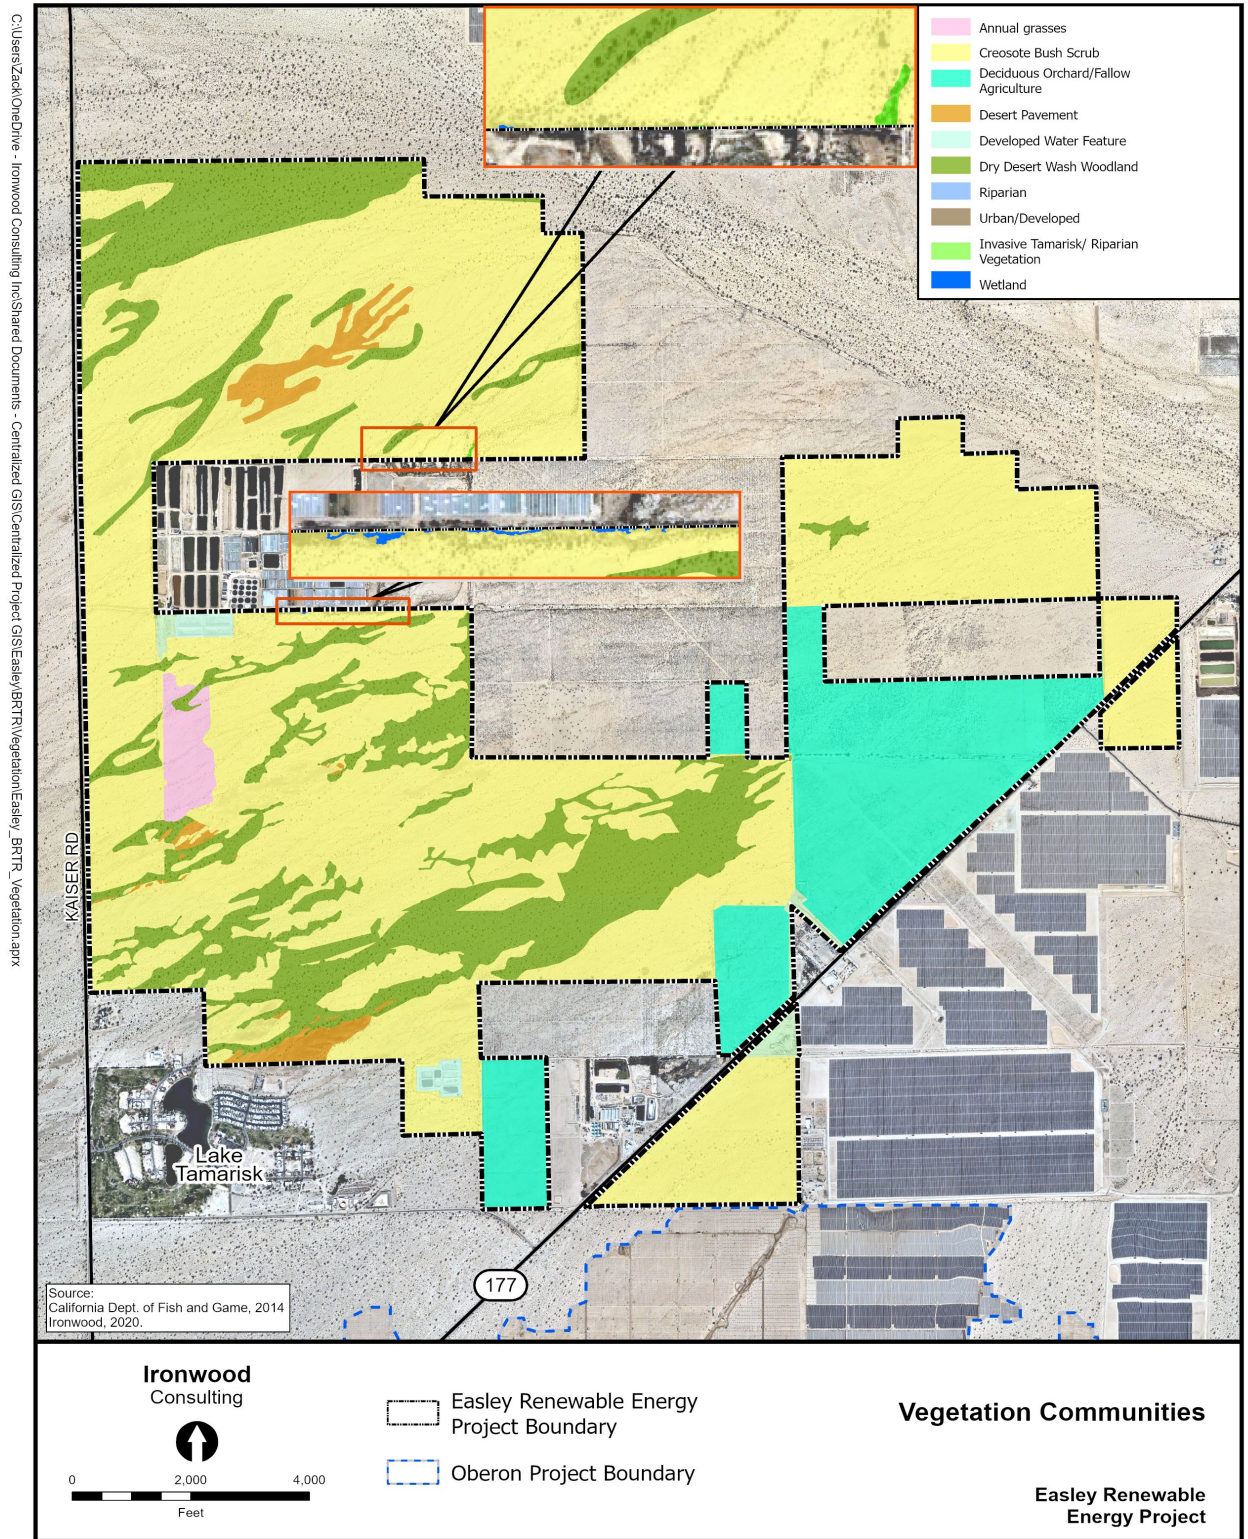 C:\Users\Zack\OneDrive - Ironwood Consulting Inc\Shared Documents - Centralized GIS\Centralized Project GIS\Easley\BRTR\Vegetation\Easley_BRTR_Vegetation.aprx
Annual grasses
Creosote Bush Scrub
Deciduous Orchard/Fallow
Agriculture
Desert Pavement
Developed Water Feature
Dry Desert Wash Woodland
Riparian
Urban/Developed
Invasive Tamarisk/ Riparian
Vegetation
Wetland
KAISER RD
Lake
Tamarisk
177
Source:
California Dept. of Fish and Game, 2014
Ironwood, 2020.
Ironwood
Consulting
0 2,000 4,000
Feet
Easley Renewable Energy
Project Boundary
Oberon Project Boundary
Vegetation Communities
Easley Renewable
Energy Project